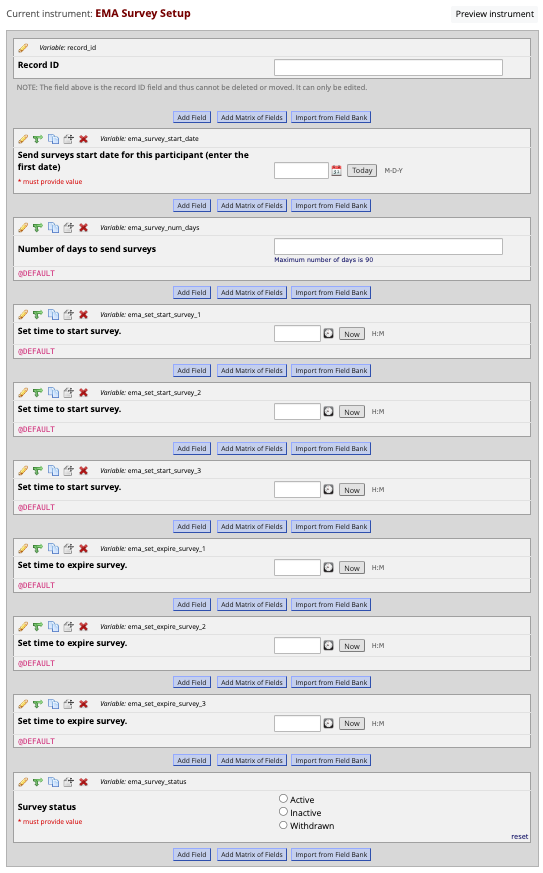 Current instrument: EMA Survey Setup
Preview instrument
Variable: record_id
Record ID
NOTE: The field above is the record ID field and thus cannot be deleted or moved. It can only be edited.
Add Field Add Matrix of Fields Import from Field Bank
Variable: ema_survey_start_date
Send surveys start date for this participant (enter the
first date)
Today M-D-Y
* must provide value
Add Field Add Matrix of Fields Import from Field Bank
Variable: ema_survey_num_days
Number of days to send surveys
Maximum number of days is 90
@DEFAULT
Add Field Add Matrix of Fields Import from Field Bank
Variable: ema_set_start_survey_1
Set time to start survey. Now H:M
@DEFAULT
Add Field Add Matrix of Fields Import from Field Bank
Variable: ema_set_start_survey_2
Set time to start survey. Now H:M
@DEFAULT
Add Field Add Matrix of Fields Import from Field Bank
Variable: ema_set_start_survey_3
Set time to start survey. Now H:M
@DEFAULT
Add Field Add Matrix of Fields Import from Field Bank
Variable: ema_set_expire_survey_1
Set time to expire survey. Now H:M
@DEFAULT
Add Field Add Matrix of Fields Import from Field Bank
Variable: ema_set_expire_survey_2
Set time to expire survey. Now H:M
@DEFAULT
Add Field Add Matrix of Fields Import from Field Bank
Variable: ema_set_expire_survey_3
Set time to expire survey. Now H:M
@DEFAULT
Add Field Add Matrix of Fields Import from Field Bank
Variable: ema_survey_status
Survey status
* must provide value
Active
Inactive
Withdrawn
reset
Add Field Add Matrix of Fields Import from Field Bank